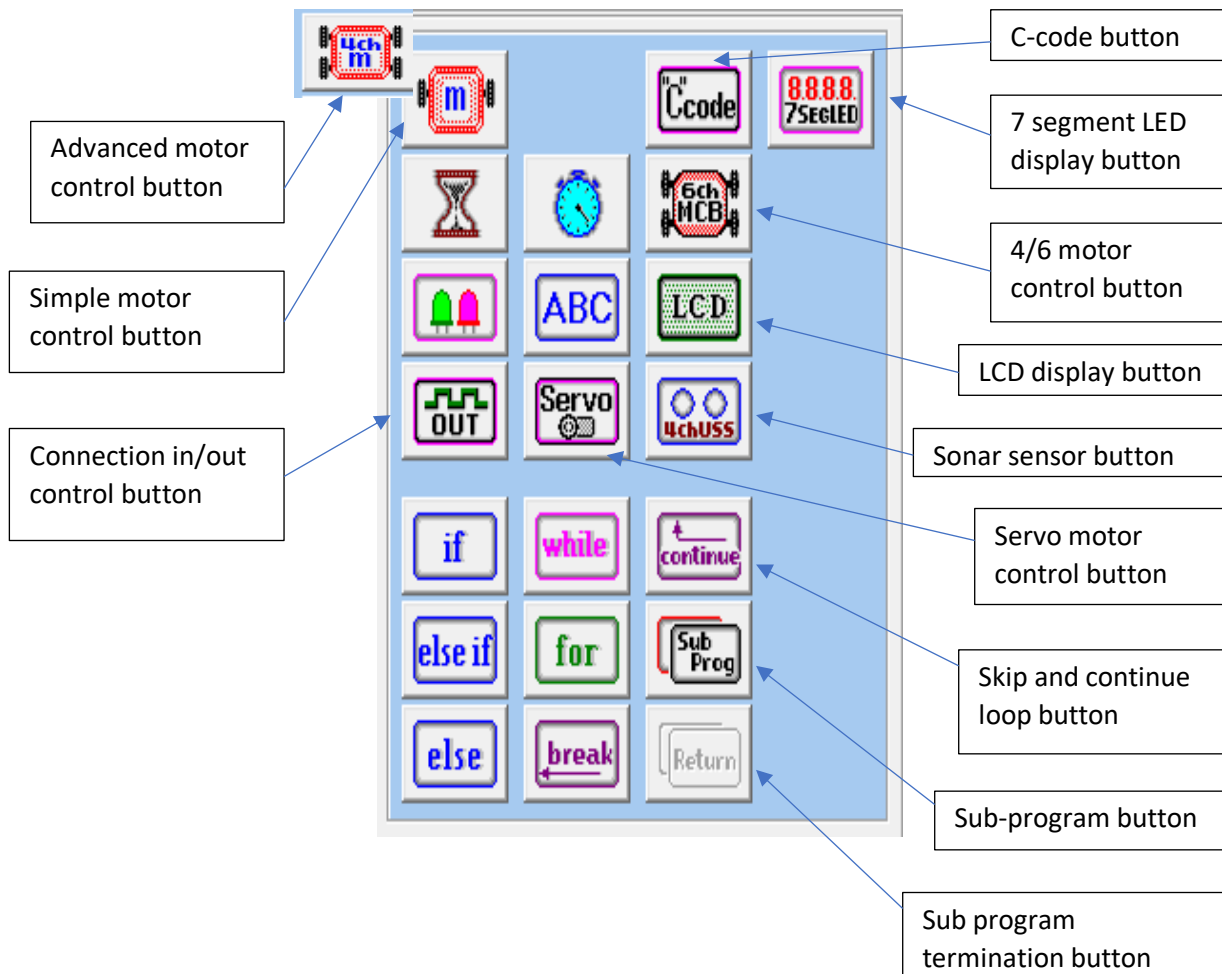 C-code button
4ch
m
m
"C"
Ccode
8.8.8.8.
7SEGLED
7 segment LED
display button
Advanced motor
control button
6ch
MCB
4/6 motor
control button
Simple motor
control button
ABC
LCD
LCD display button
OUT
Servo
4chUSS
Connection in/out
control button
Sonar sensor button
if
while
continue
Servo motor
control button
else if
for
Sub
Prog
Skip and continue
loop button
else
break
Return
Sub-program button
Sub program
termination button